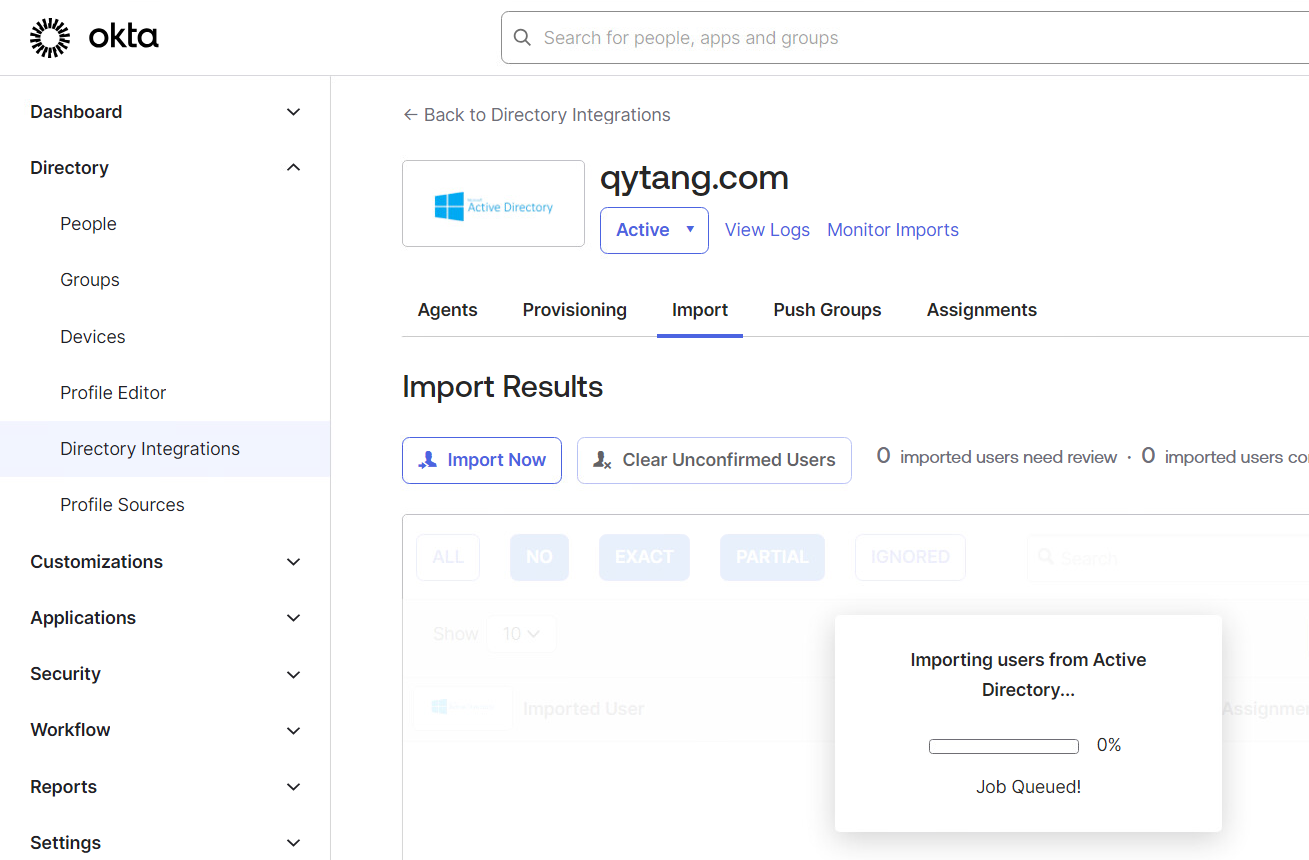 okta
Search for people, apps and groups
Dashboard
Directory
People
Groups
Devices
Profile Editor
Directory Integrations
Profile Sources
Customizations
Applications
Security
Workflow
Reports
Settings
← Back to Directory Integrations
Active Directory
qytang.com
Active
View Logs
Monitor Imports
Agents
Provisioning
Import
Push Groups
Assignments
Import Results
Import Now
Clear Unconfirmed Users
0 imported users need review · 0 imported users co
ALL
NO
EXACT
PARTIAL
IGNORED
Search
Show
10
Imported User
Assignmen
Importing users from Active
Directory...
0%
Job Queued!